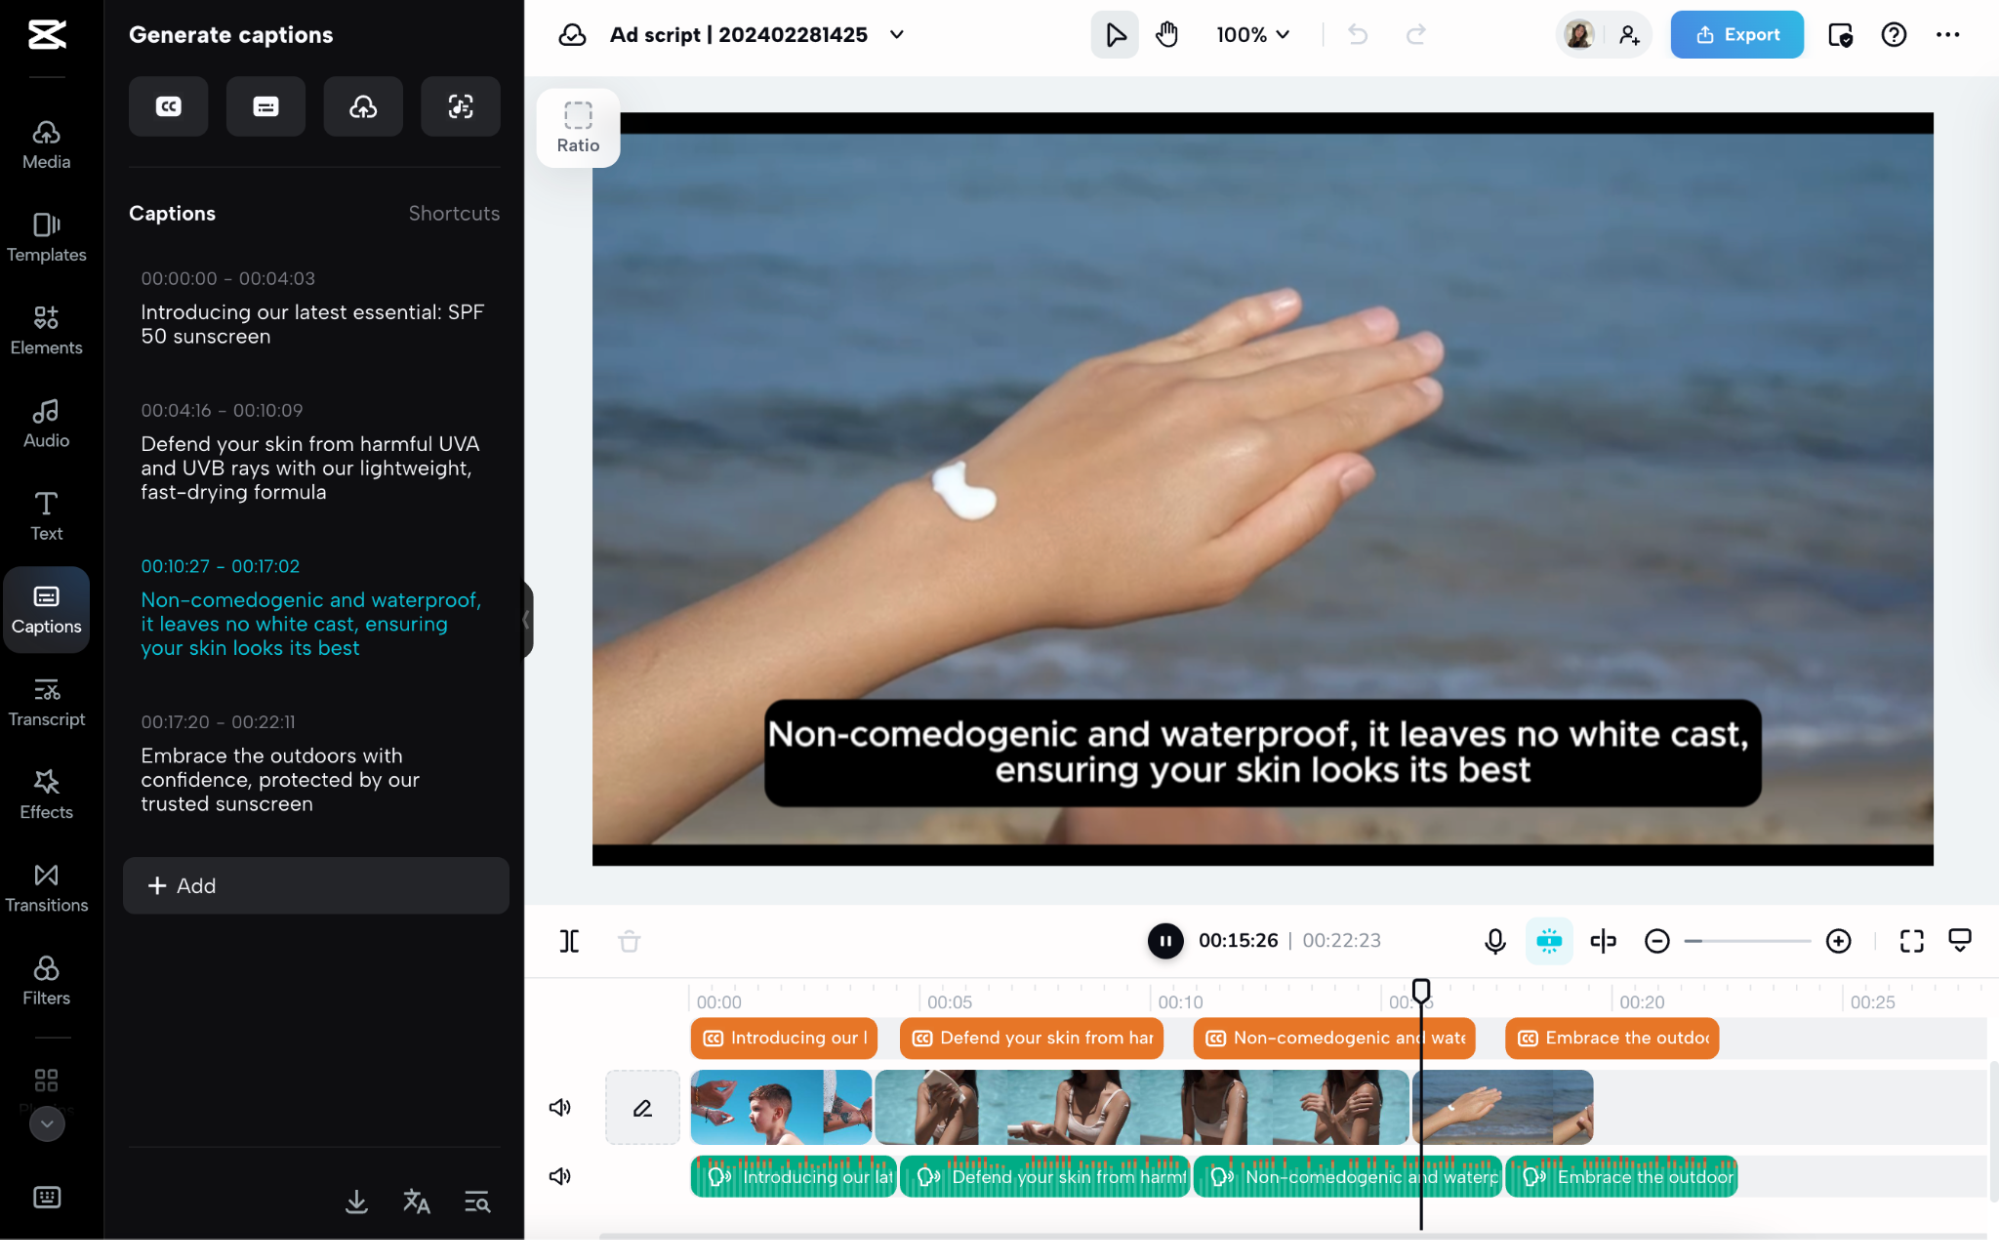 Generate captions
Captions
Shortcuts
00:00:00 - 00:04:03
Introducing our latest essential: SPF
50 sunscreen
00:04:16 - 00:10:09
Defend your skin from harmful UVA
and UVB rays with our lightweight,
fast-drying formula
00:10:27 - 00:17:02
Non-comedogenic and waterproof,
it leaves no white cast, ensuring
your skin looks its best
00:17:20 - 00:22:11
Embrace the outdoors with
confidence, protected by our
trusted sunscreen
+ Add
Media
Templates
Elements
Audio
Text
Captions
Transcript
Effects
Transitions
Filters
Plugins
Ad script | 202402281425
100%
Export
Ratio
Non-comedogenic and waterproof, it leaves no white cast,
ensuring your skin looks its best
00:15:26 | 00:22:23
00:00
00:05
00:10
00:20
00:25
Introducing our l
Defend your skin from har
Non-comedogenic and wate
Embrace the outdoo
Introducing our lat
Defend your skin from harmf
Non-comedogenic and waterp
Embrace the outdoor